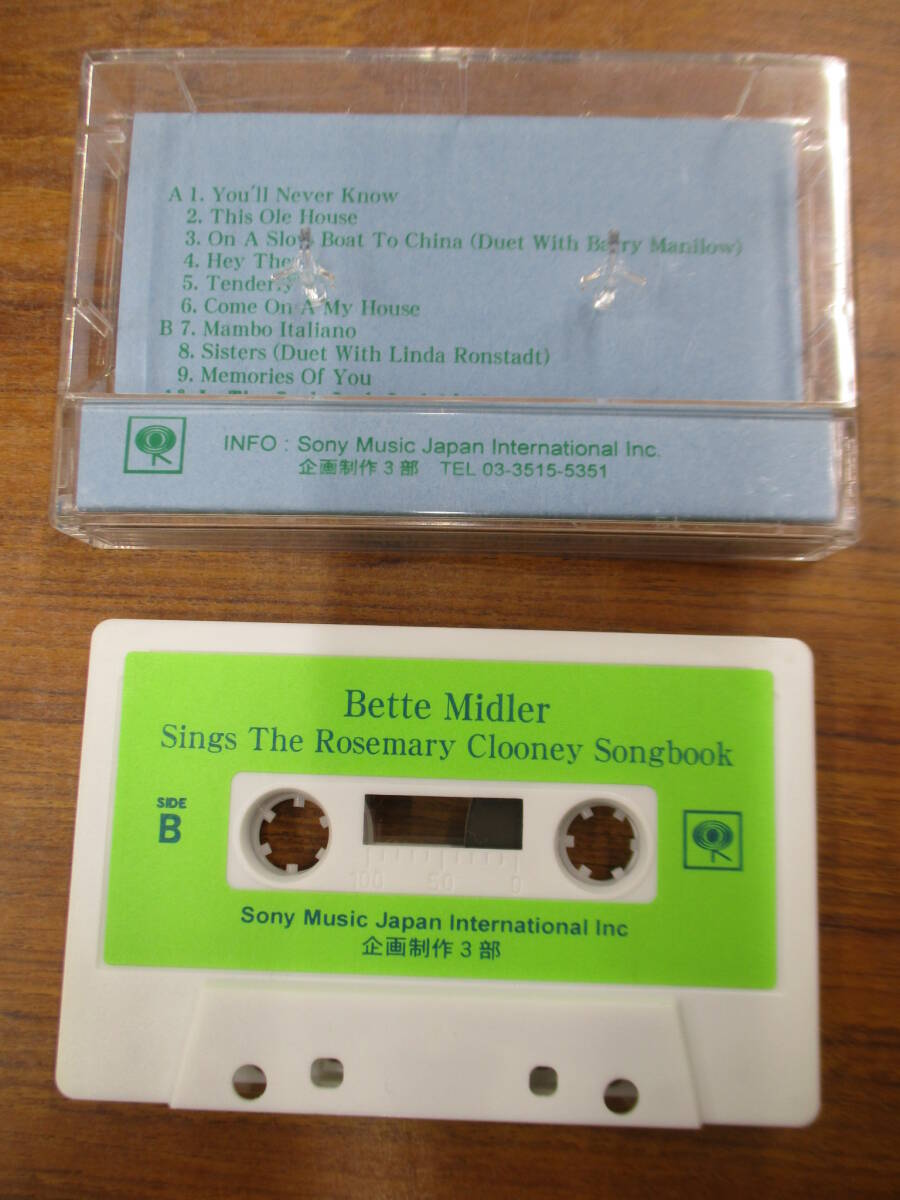 A 1. You'll Never Know
2. This Ole House
3. On A Slow Boat To China (Duet With Barry Manilow)
4. Hey
5. Tenderly
6. Come On A My House
B 7. Mambo Italiano
8. Sisters (Duet With Linda Ronstadt)
9. Memories Of You
INFO : Sony Music Japan International Inc.
企画制作3部 TEL 03-3515-5351
Bette Midler
Sings The Rosemary Clooney Songbook
SIDE
B
100 50 0
Sony Music Japan International Inc
企画制作3部